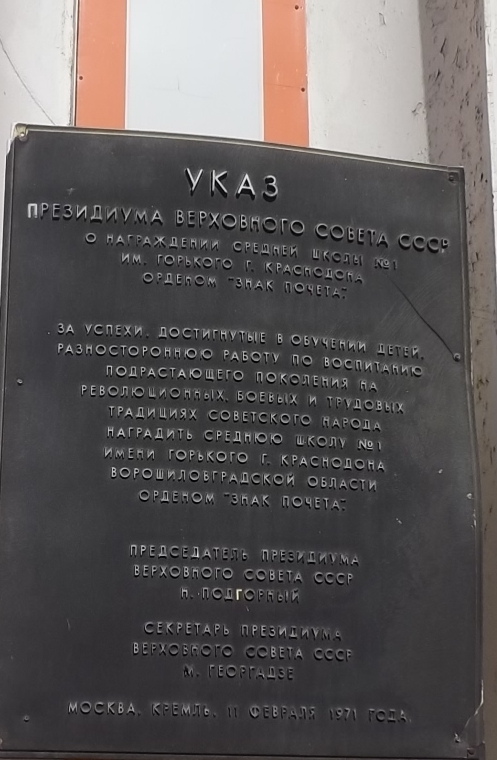 УКАЗ
ПРЕЗИДИУМА ВЕРХОВНОГО СОВЕТА СССР
О НАГРАЖДЕНИИ СРЕДНЕЙ ШКОЛЫ №1
ИМ. ГОРЬКОГО Г. КРАСНОДОНА
ОРДЕНОМ "ЗНАК ПОЧЕТА".
ЗА УСПЕХИ, ДОСТИГНУТЫЕ В ОБУЧЕНИИ ДЕТЕЙ,
РАЗНОСТОРОННЮЮ РАБОТУ ПО ВОСПИТАНИЮ
ПОДРАСТАЮЩЕГО ПОКОЛЕНИЯ НА
РЕВОЛЮЦИОННЫХ, БОЕВЫХ И ТРУДОВЫХ
ТРАДИЦИЯХ СОВЕТСКОГО НАРОДА
НАГРАДИТЬ СРЕДНЮЮ ШКОЛУ №1
ИМЕНИ ГОРЬКОГО Г. КРАСНОДОНА
ВОРОШИЛОВГРАДСКОЙ ОБЛАСТИ
ОРДЕНОМ "ЗНАК ПОЧЕТА".
ПРЕДСЕДАТЕЛЬ ПРЕЗИДИУМА
ВЕРХОВНОГО СОВЕТА СССР
Н. ПОДГОРНЫЙ
СЕКРЕТАРЬ ПРЕЗИДИУМА
ВЕРХОВНОГО СОВЕТА СССР
М. ГЕОРГАДЗЕ
МОСКВА. КРЕМЛЬ. 11 ФЕВРАЛЯ 1971 ГОДА.